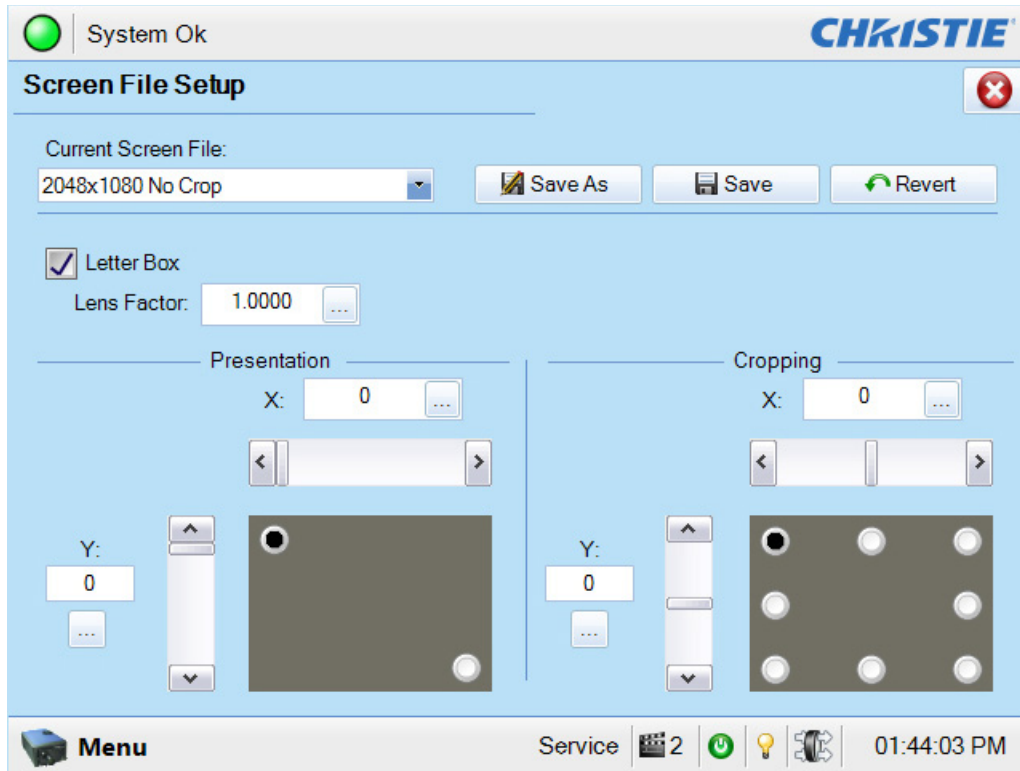 System Ok
CHRISTIE
Screen File Setup
Current Screen File:
2048x1080 No Crop
Save As
Save
Revert
Letter Box
Lens Factor: 1.0000 ...
Presentation
X: 0 ...
Y:
0
...
Cropping
X: 0 ...
Y:
0
...
Menu
Service
2
01:44:03 PM